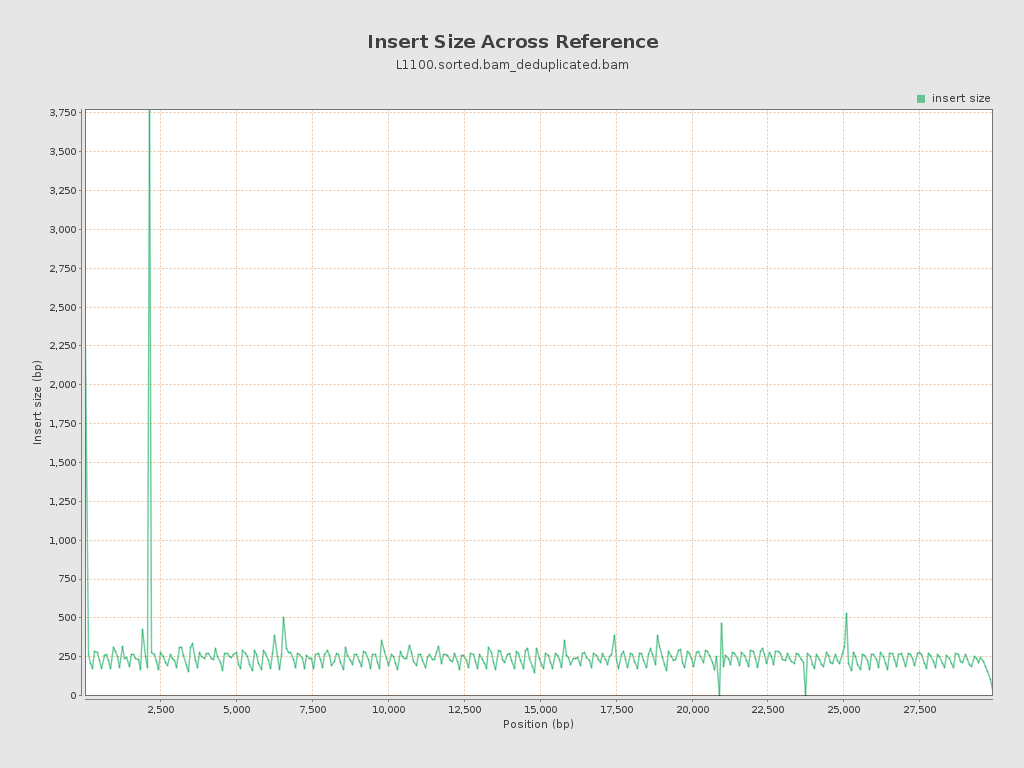 Insert Size Across Reference
L1100.sorted.bam_deduplicated.bam
insert size
3,750
3,500
3,250
3,000
2,750
2,500
2,250
2,000
1,750
1,500
1,250
1,000
750
500
250
0
Insert size (bp)
2,500 5,000 7,500 10,000 12,500 15,000 17,500 20,000 22,500 25,000 27,500
Position (bp)